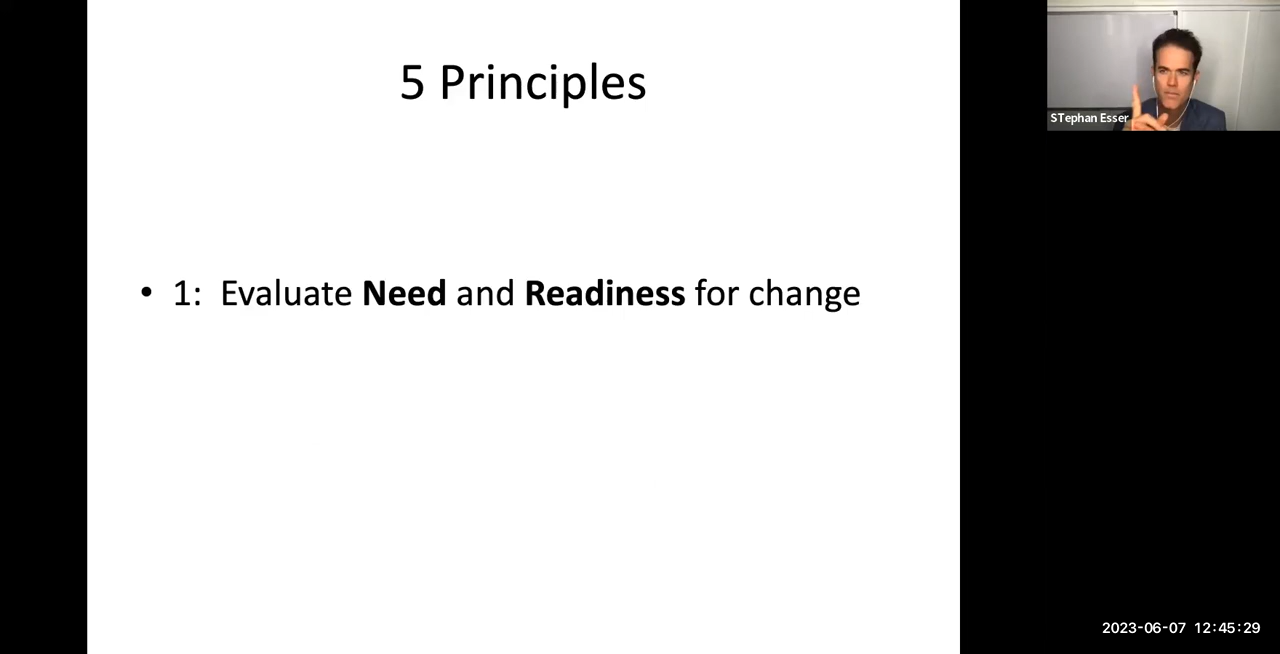 5 Principles
STephan Esser
• 1: Evaluate Need and Readiness for change
2023-06-07 12:45:29